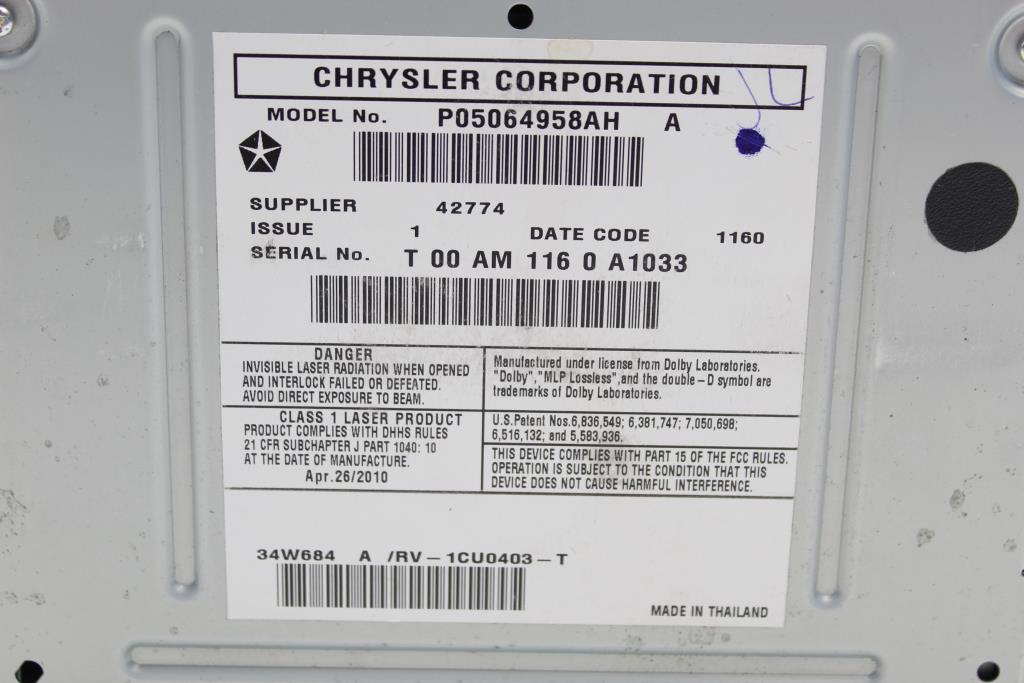 CHRYSLER CORPORATION
MODEL No. P05064958AH A
SUPPLIER 42774
ISSUE 1 DATE CODE 1160
SERIAL No. T 00 AM 116 0 A1033
DANGER
INVISIBLE LASER RADIATION WHEN OPENED
AND INTERLOCK FAILED OR DEFEATED.
AVOID DIRECT EXPOSURE TO BEAM.
CLASS 1 LASER PRODUCT
PRODUCT COMPLIES WITH DHHS RULES
21 CFR SUBCHAPTER J PART 1040: 10
AT THE DATE OF MANUFACTURE.
Apr.26/2010
Manufactured under license from Dolby Laboratories.
"Dolby","MLP Lossless",and the double-D symbol are
trademarks of Dolby Laboratories.
U.S.Patent Nos.6,836,549; 6,381,747; 7,050,698;
6,516,132; and 5,583,936.
THIS DEVICE COMPLIES WITH PART 15 OF THE FCC RULES.
OPERATION IS SUBJECT TO THE CONDITION THAT THIS
DEVICE DOES NOT CAUSE HARMFUL INTERFERENCE.
34W684 A /RV-1CU0403-T
MADE IN THAILAND